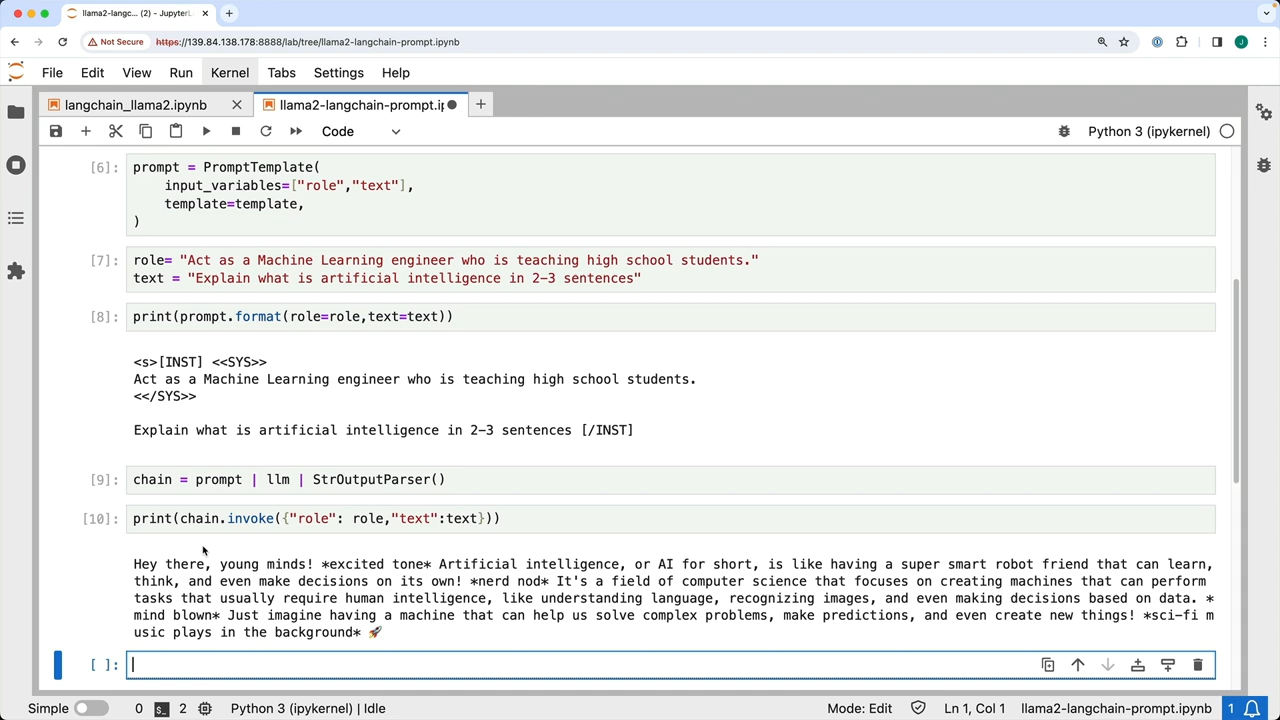 llama2-langc... (2) - JupyterL
Not Secure
https://139.84.138.178:8888/lab/tree/llama2-langchain-prompt.ipynb
J
File Edit View Run Kernel Tabs Settings Help
langchain_llama2.ipynb
llama2-langchain-prompt.ip
Code
Python 3 (ipykernel)
[6]:
prompt = PromptTemplate(
    input_variables=["role","text"],
    template=template,
)
[7]:
role= "Act as a Machine Learning engineer who is teaching high school students."
text = "Explain what is artificial intelligence in 2-3 sentences"
[8]:
print(prompt.format(role=role,text=text))
<s>[INST] <<SYS>>
Act as a Machine Learning engineer who is teaching high school students.
<</SYS>>
Explain what is artificial intelligence in 2-3 sentences [/INST]
[9]:
chain = prompt | llm | StrOutputParser()
[10]:
print(chain.invoke({"role": role,"text":text}))
Hey there, young minds! *excited tone* Artificial intelligence, or AI for short, is like having a super smart robot friend that can learn,
think, and even make decisions on its own! *nerd nod* It's a field of computer science that focuses on creating machines that can perform
tasks that usually require human intelligence, like understanding language, recognizing images, and even making decisions based on data. *
mind blown* Just imagine having a machine that can help us solve complex problems, make predictions, and even create new things! *sci-fi m
usic plays in the background* 🚀
[ ]:
Simple 0 2 Python 3 (ipykernel) | Idle Mode: Edit Ln 1, Col 1 llama2-langchain-prompt.ipynb 1